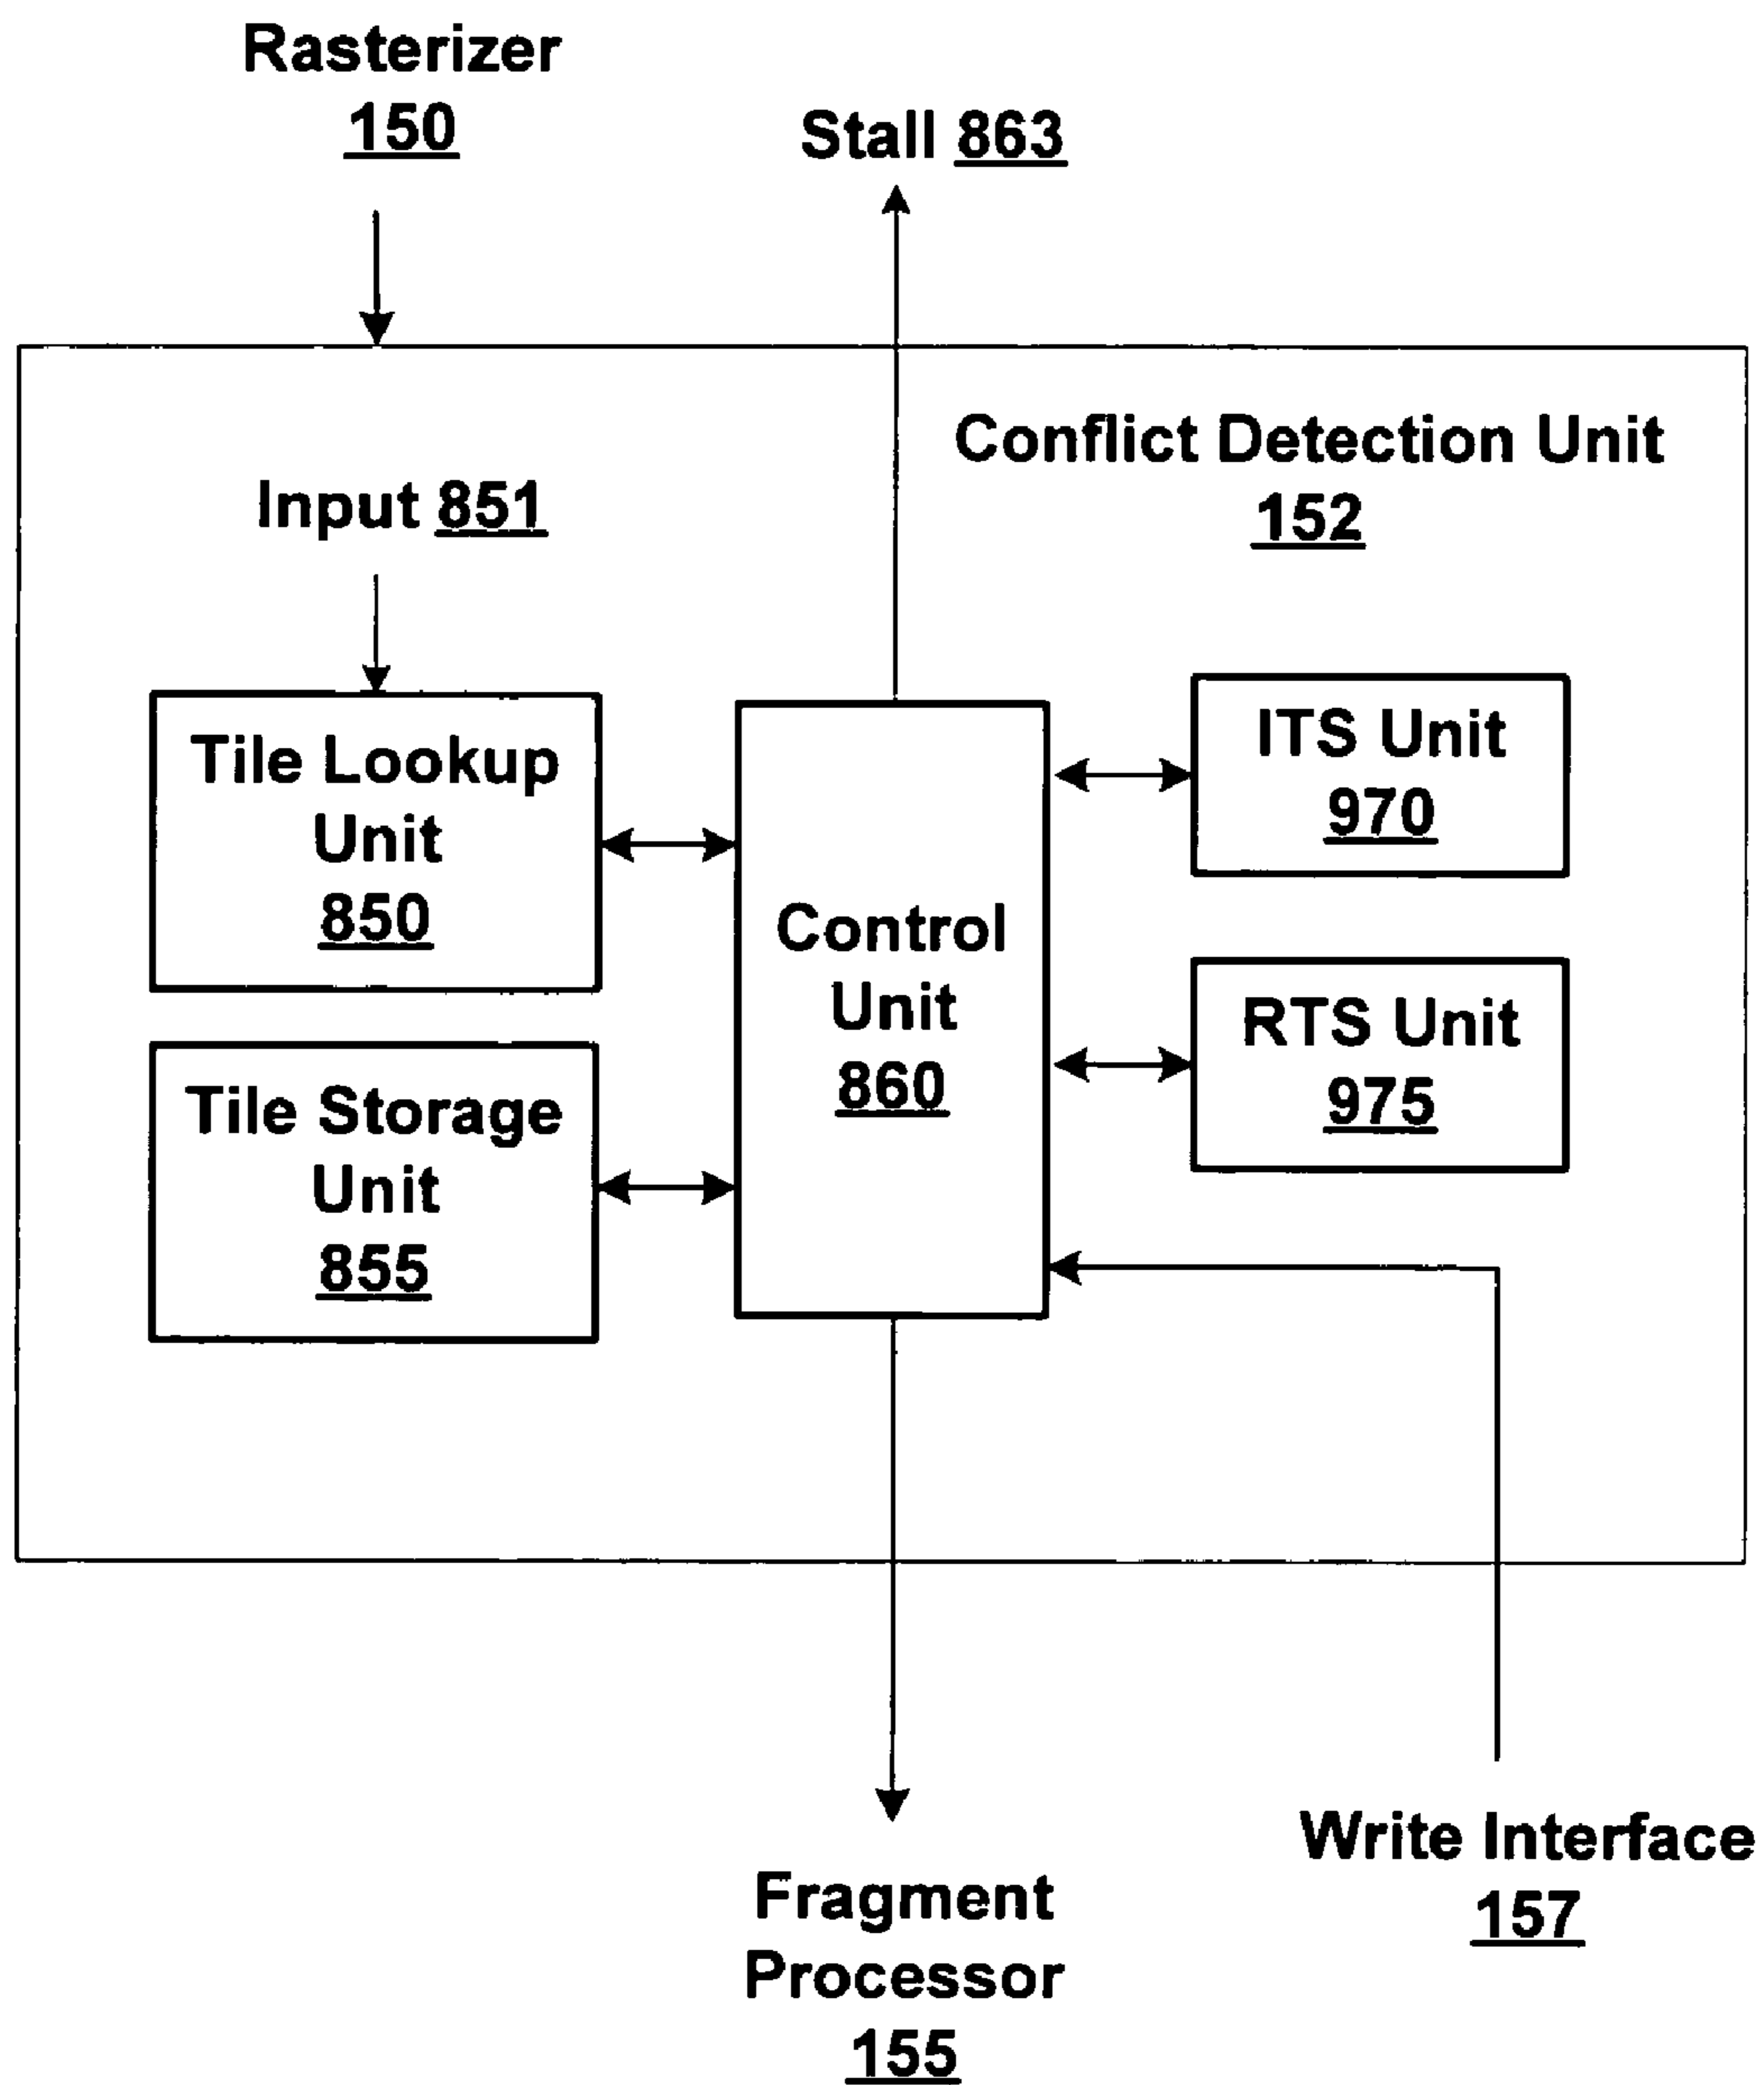 Rasterizer
150
Stall 863
Conflict Detection Unit
152
Input 851
Tile Lookup
Unit
850
Tile Storage
Unit
855
Control
Unit
860
ITS Unit
970
RTS Unit
975
Write Interface
157
Fragment
Processor
155